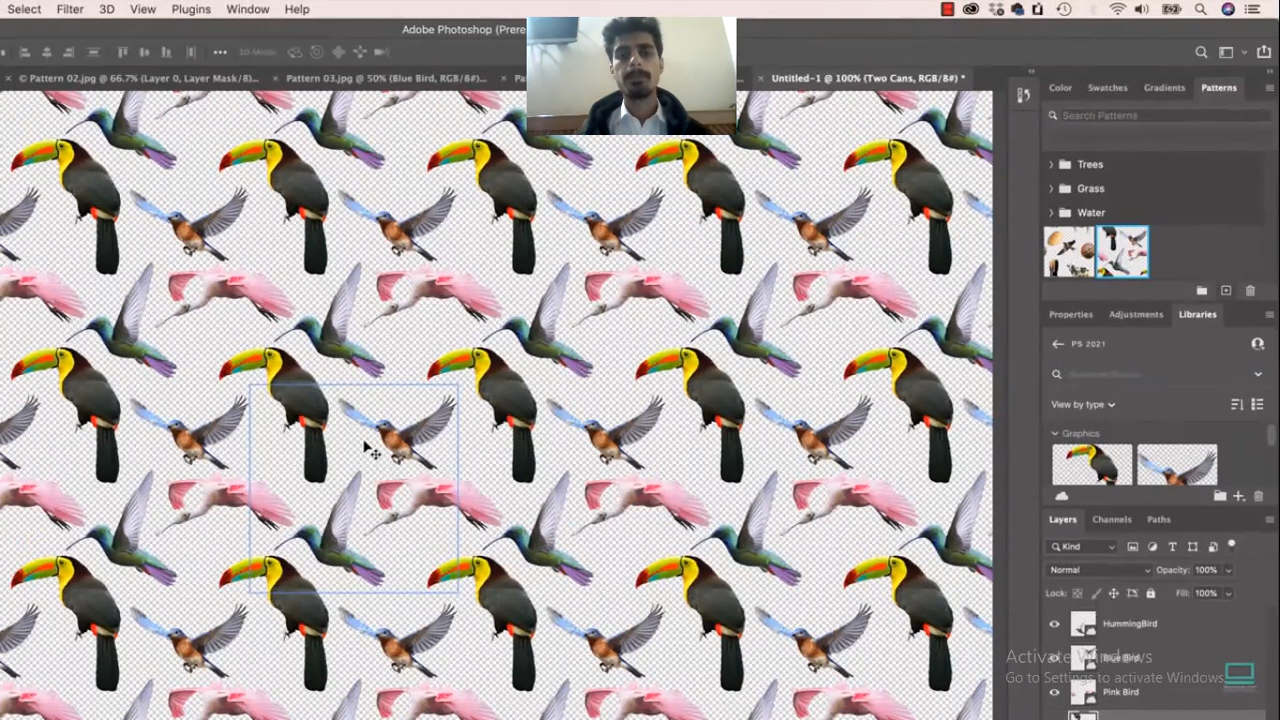 Select Filter 3D View Plugins Window Help
Adobe Photoshop (Prere
3D Mode:
© Pattern 02.jpg @ 66.7% (Layer 0, Layer Mask/8)... Pattern 03.jpg @ 50% (Blue Bird, RGB/8#)... Untitled-1 @ 100% (Two Cans, RGB/8#) *
Color Swatches Gradients Patterns
Search Patterns
Trees
Grass
Water
Properties Adjustments Libraries
PS 2021
View by type
Graphics
Layers Channels Paths
Kind
Normal Opacity: 100%
Lock: Fill: 100%
HummingBird
Blue Bird
Pink Bird
Activate Windows
Go to Settings to activate Windows.